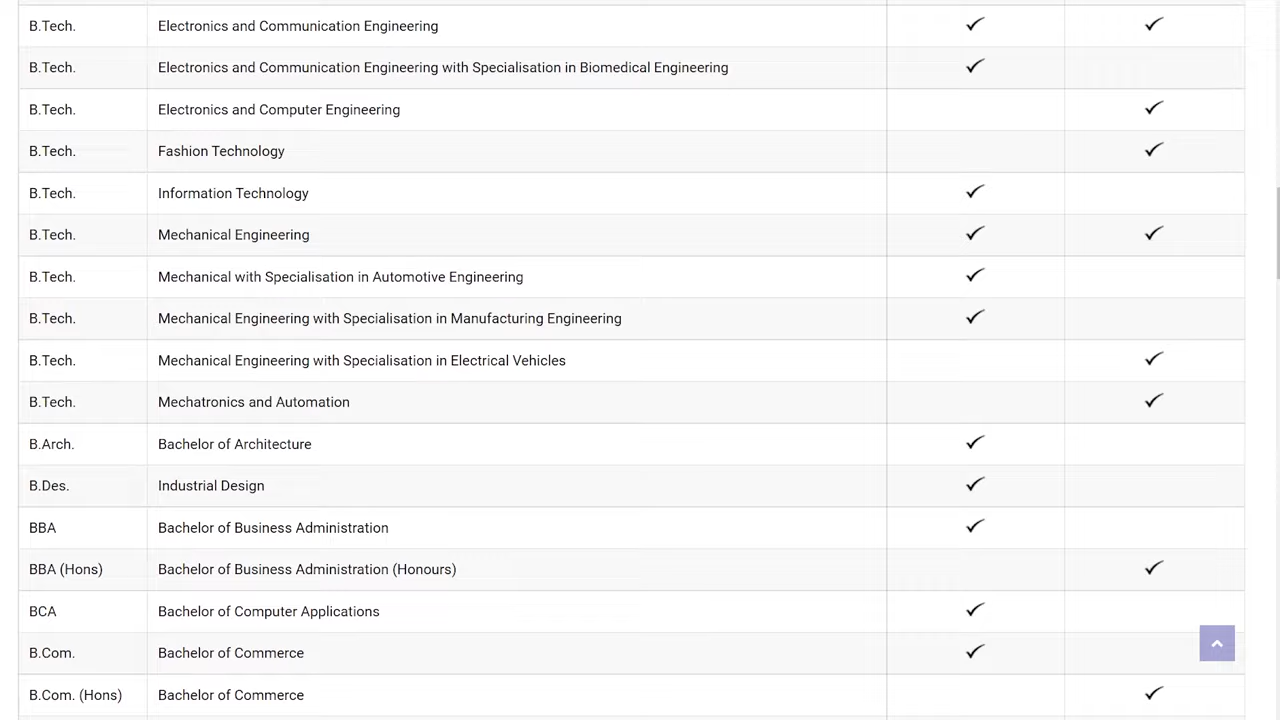 B.Tech. Electronics and Communication Engineering ✓ ✓
B.Tech. Electronics and Communication Engineering with Specialisation in Biomedical Engineering ✓
B.Tech. Electronics and Computer Engineering ✓
B.Tech. Fashion Technology ✓
B.Tech. Information Technology ✓
B.Tech. Mechanical Engineering ✓ ✓
B.Tech. Mechanical with Specialisation in Automotive Engineering ✓
B.Tech. Mechanical Engineering with Specialisation in Manufacturing Engineering ✓
B.Tech. Mechanical Engineering with Specialisation in Electrical Vehicles ✓
B.Tech. Mechatronics and Automation ✓
B.Arch. Bachelor of Architecture ✓
B.Des. Industrial Design ✓
BBA Bachelor of Business Administration ✓
BBA (Hons) Bachelor of Business Administration (Honours) ✓
BCA Bachelor of Computer Applications ✓
B.Com. Bachelor of Commerce ✓
B.Com. (Hons) Bachelor of Commerce ✓